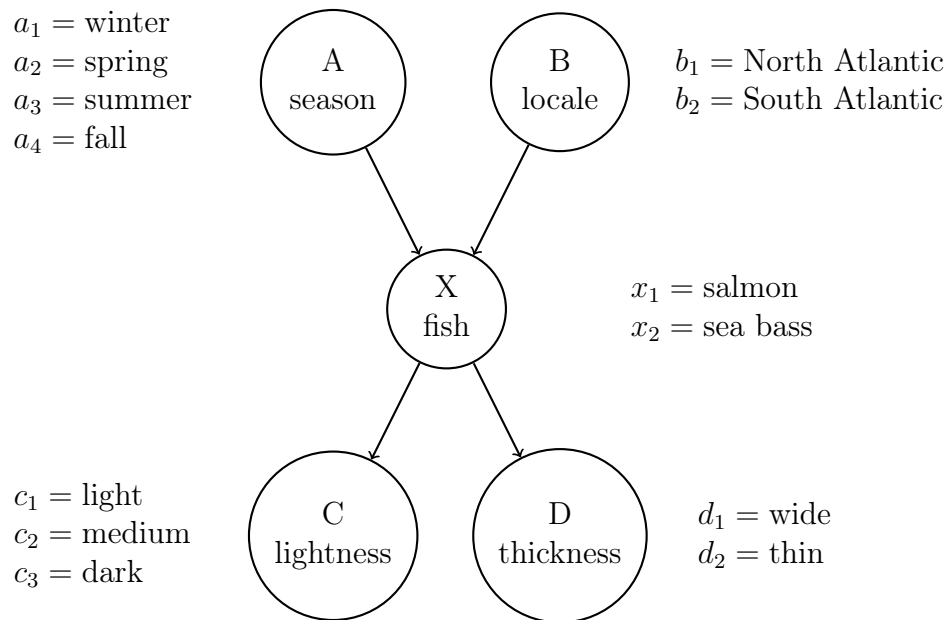 a₁ = winter
a₂ = spring
a₃ = summer
a₄ = fall
A
season
B
locale
b₁ = North Atlantic
b₂ = South Atlantic
X
fish
x₁ = salmon
x₂ = sea bass
c₁ = light
c₂ = medium
c₃ = dark
C
lightness
D
thickness
d₁ = wide
d₂ = thin